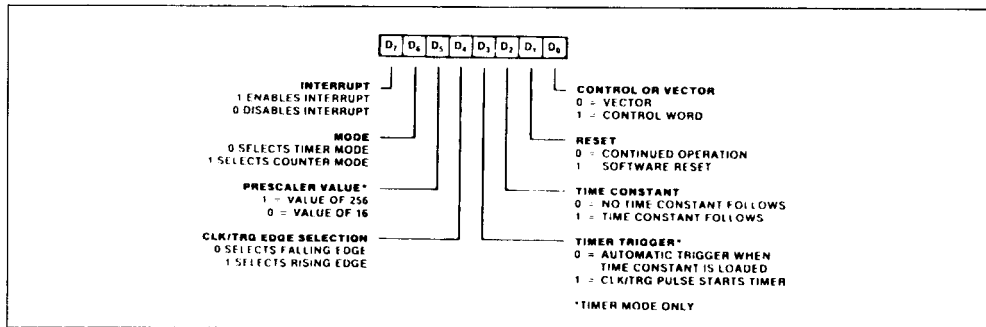 D7 D6 D5 D4 D3 D2 D1 D0
INTERRUPT
1 ENABLES INTERRUPT
0 DISABLES INTERRUPT
MODE
0 SELECTS TIMER MODE
1 SELECTS COUNTER MODE
PRESCALER VALUE*
1 = VALUE OF 256
0 = VALUE OF 16
CLK/TRG EDGE SELECTION
0 SELECTS FALLING EDGE
1 SELECTS RISING EDGE
CONTROL OR VECTOR
0 = VECTOR
1 = CONTROL WORD
RESET
0 = CONTINUED OPERATION
1 SOFTWARE RESET
TIME CONSTANT
0 = NO TIME CONSTANT FOLLOWS
1 = TIME CONSTANT FOLLOWS
TIMER TRIGGER*
0 = AUTOMATIC TRIGGER WHEN
TIME CONSTANT IS LOADED
1 = CLK/TRG PULSE STARTS TIMER
*TIMER MODE ONLY